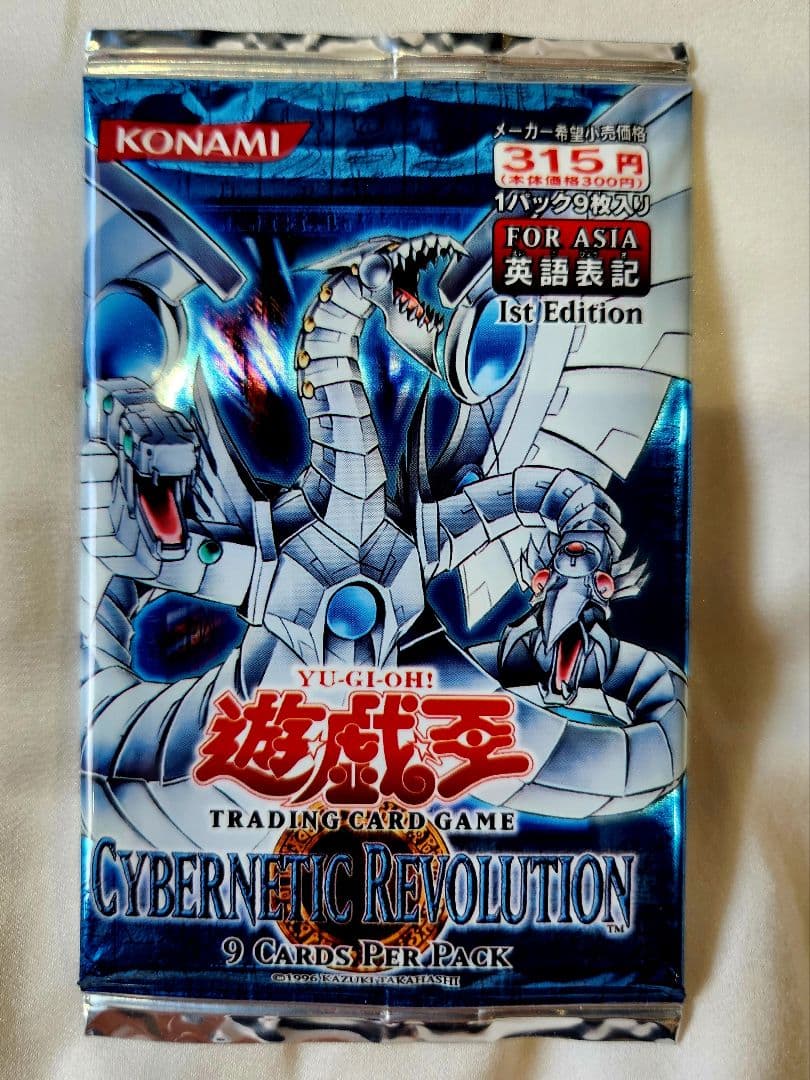 KONAMI
メーカー希望小売価格
315円
(本体価格300円)
1パック9枚入り
FOR ASIA
英語表記
1st Edition
YU-GI-OH!
遊戯王
TRADING CARD GAME
CYBERNETIC REVOLUTION™
9 CARDS PER PACK
©1996 KAZUKI TAKAHASHI